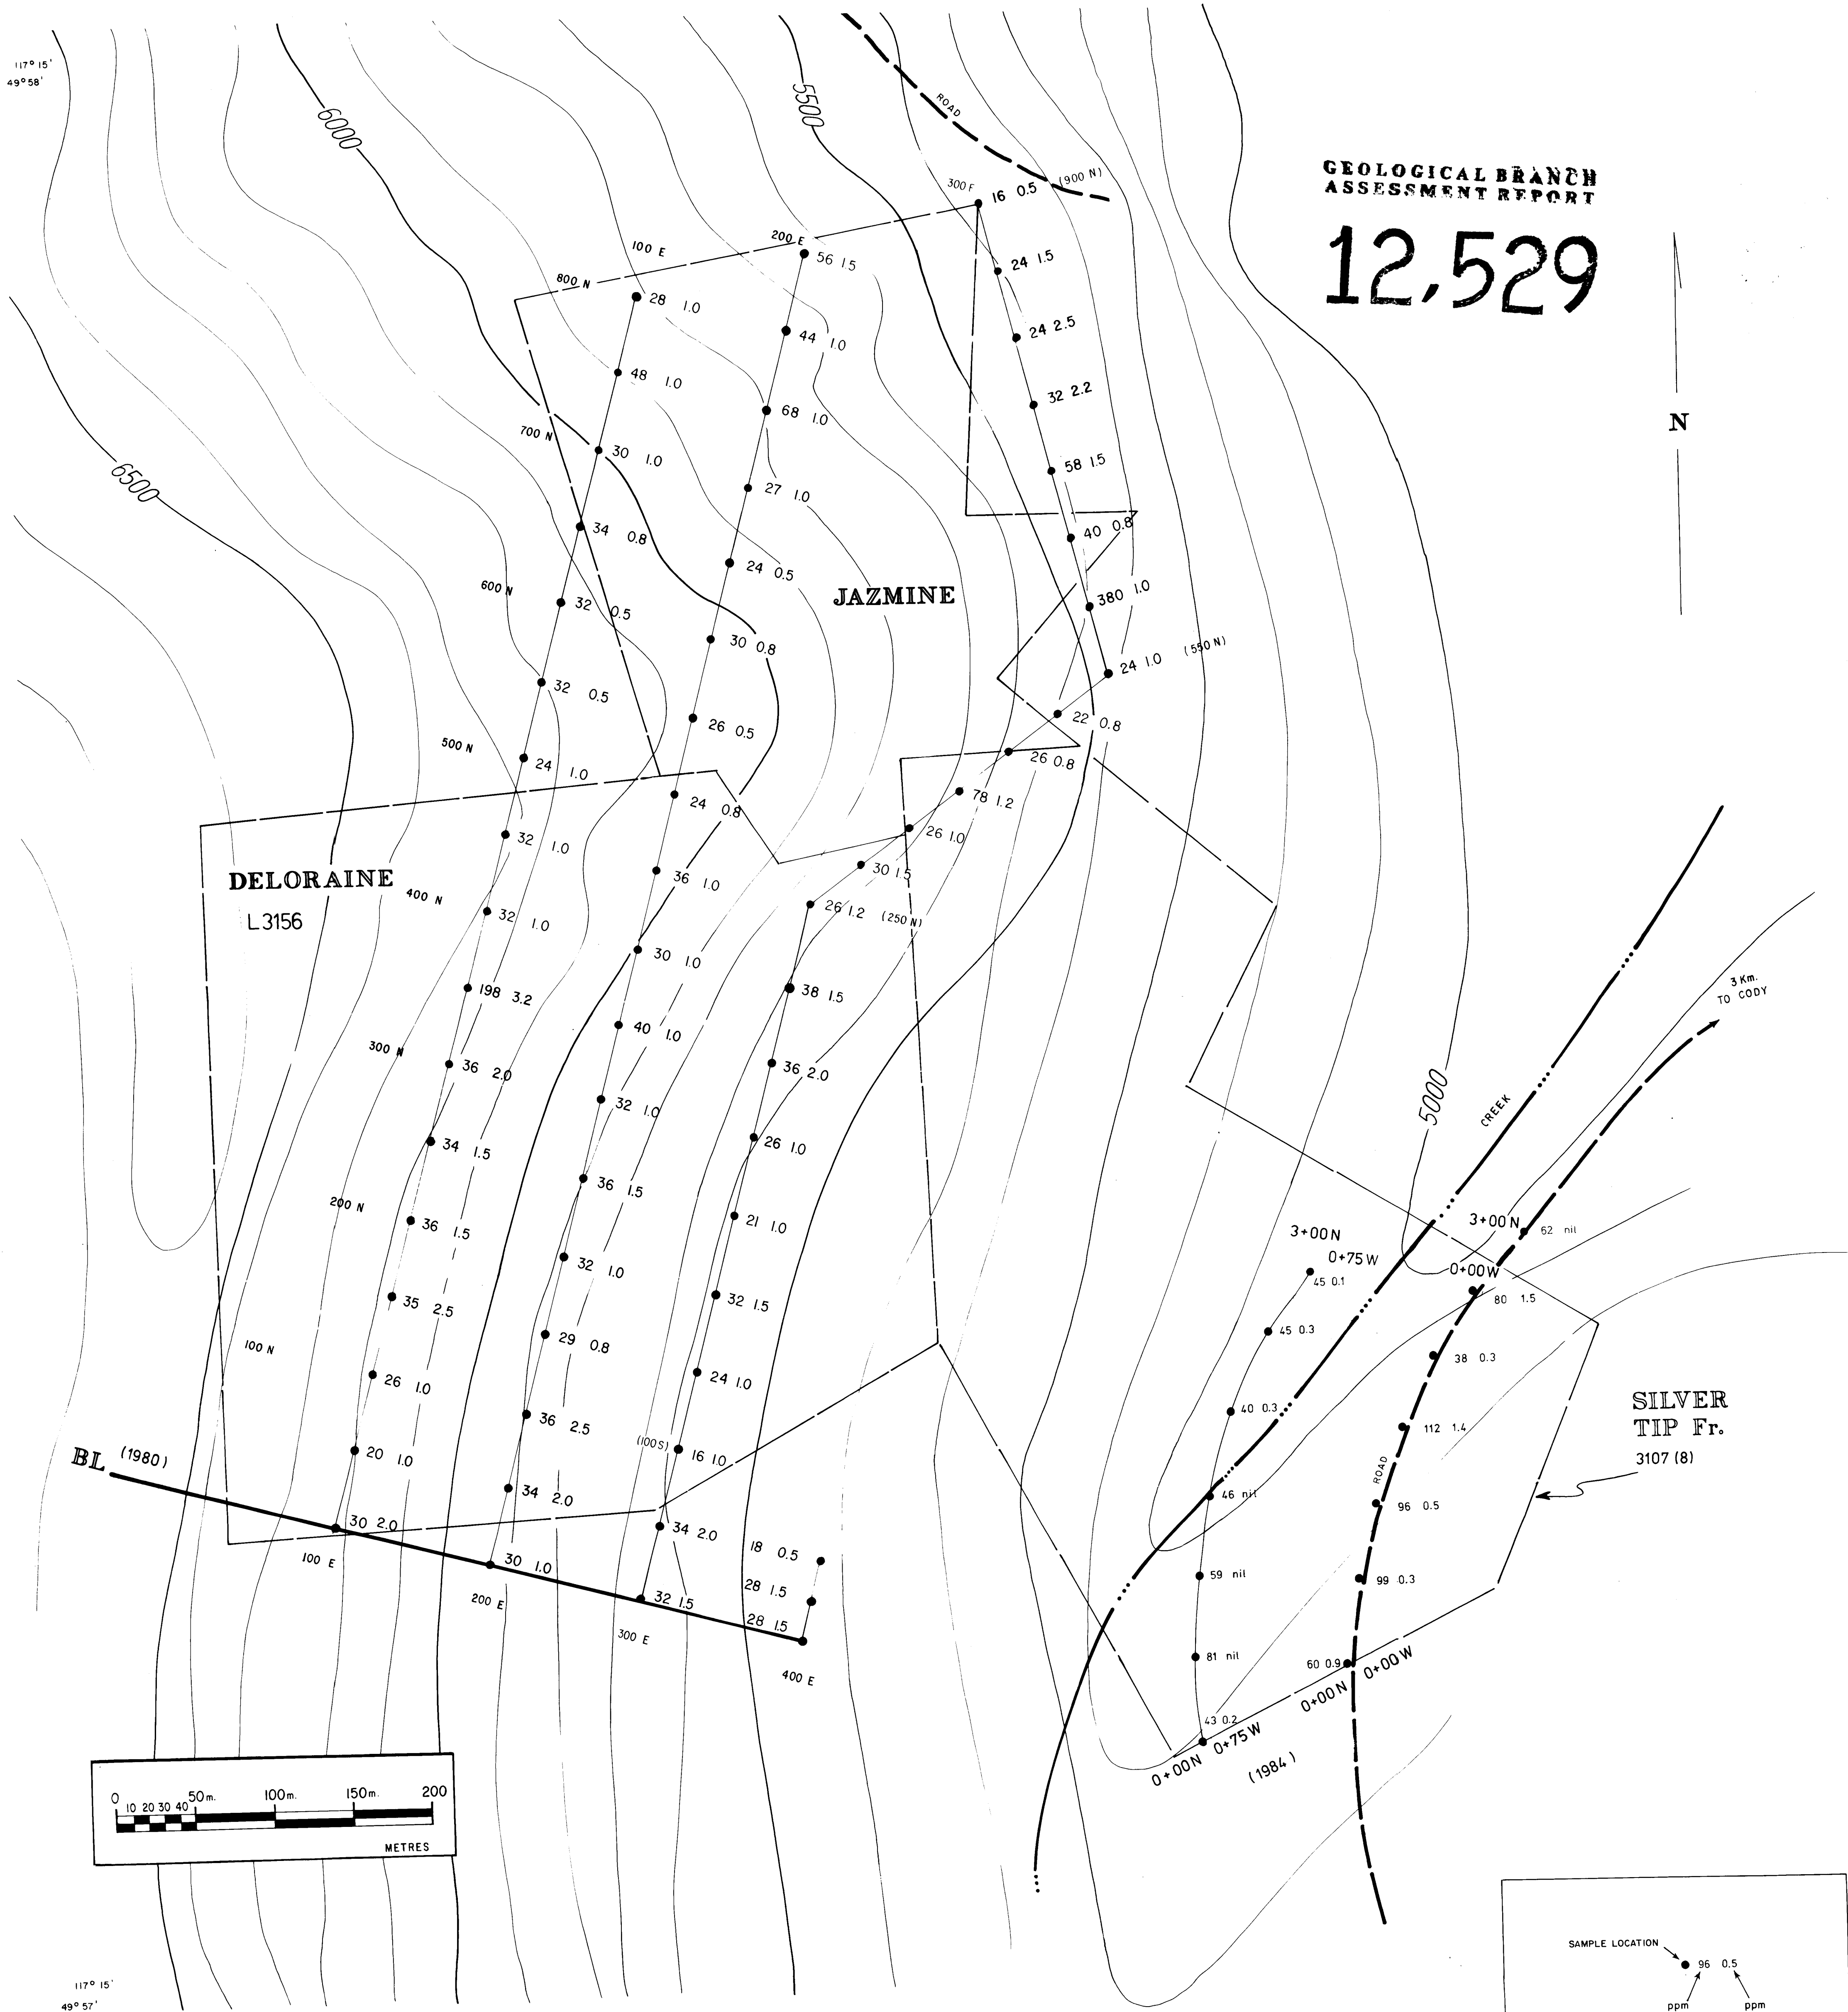 117° 15'
49° 58'
6000
5500
ROAD
GEOLOGICAL BRANCH
ASSESSMENT REPORT
12,529
N
6500
300 E
16 0.5 (900 N)
24 1.5
24 2.5
32 2.2
58 1.5
40 0.8
380 1.0
24 1.0 (550 N)
22 0.8
26 0.8
78 1.2
26 1.0
30 1.5
26 1.2 (250 N)
38 1.5
36 2.0
26 1.0
21 1.0
32 1.5
24 1.0
(100S) 16 1.0
34 2.0
32 1.5
300 E
200 E
56 1.5
44 1.0
68 1.0
27 1.0
24 0.5
30 0.8
26 0.5
24 0.8
36 1.0
30 1.0
40 1.0
32 1.0
36 1.5
32 1.0
29 0.8
36 2.5
34 2.0
30 1.0
200 E
100 E
800 N
28 1.0
48 1.0
700 N
30 1.0
34 0.8
600 N
32 0.5
32 0.5
500 N
24 1.0
32 1.0
400 N
32 1.0
198 3.2
300 N
36 2.0
34 1.5
200 N
36 1.5
35 2.5
100 N
26 1.0
20 1.0
30 2.0
100 E
JAZMINE
DELORAINE
L3156
BL (1980)
18 0.5
28 1.5
28 1.5
400 E
5000
CREEK
3 Km.
TO CODY
3+00N
0+75W
45 0.1
45 0.3
40 0.3
46 nil
59 nil
81 nil
43 0.2
0+00N 0+75W
(1984)
3+00N
62 nil
0+00W
80 1.5
38 0.3
112 1.4
ROAD
96 0.5
99 0.3
60 0.9
0+00N 0+00W
SILVER
TIP Fr.
3107 (8)
0 10 20 30 40 50m. 100m. 150m. 200
METRES
SAMPLE LOCATION
96 0.5
ppm ppm
117° 15'
49° 57'